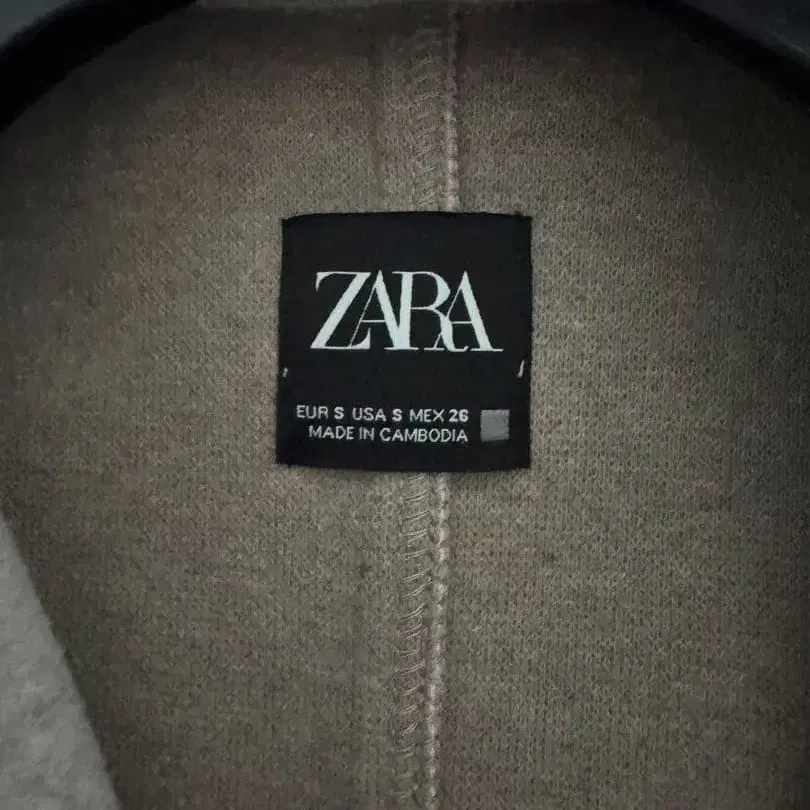 ZARA
EUR S USA S MEX 26
MADE IN CAMBODIA